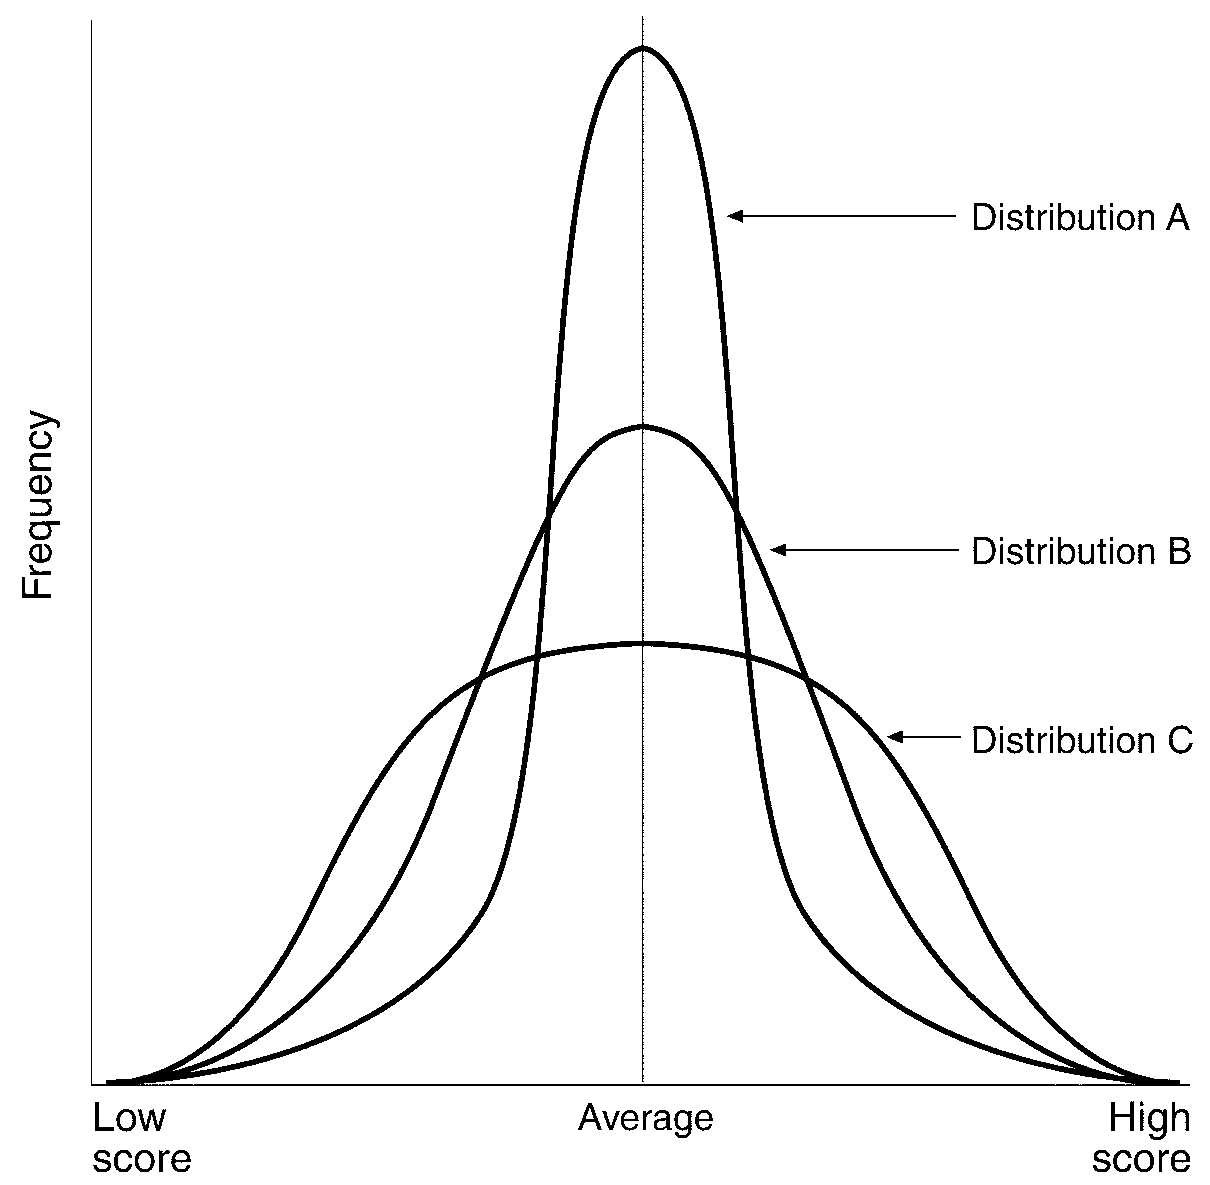 Distribution A
Frequency
Distribution B
Distribution C
Low
score
Average
High
score